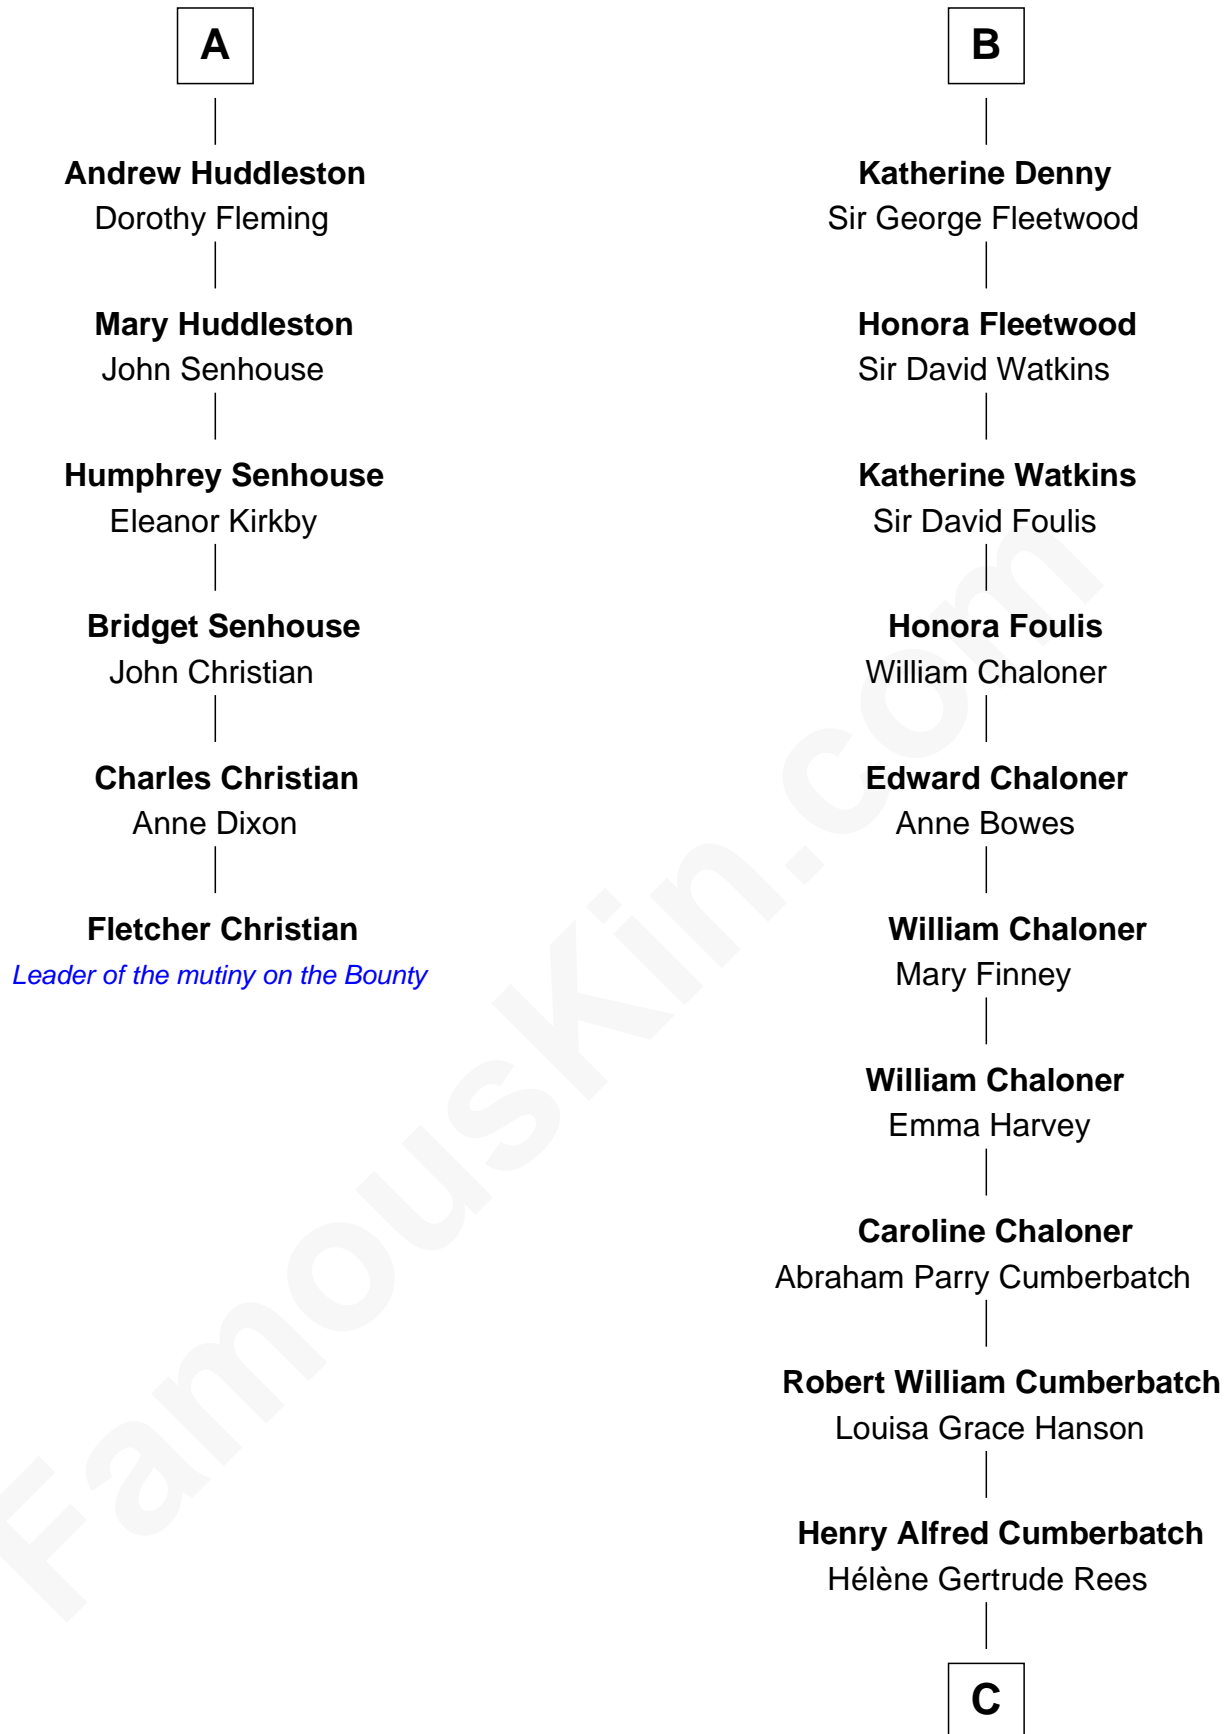 A
Andrew Huddleston
Dorothy Fleming
Mary Huddleston
John Senhouse
Humphrey Senhouse
Eleanor Kirkby
Bridget Senhouse
John Christian
Charles Christian
Anne Dixon
Fletcher Christian
Leader of the mutiny on the Bounty
B
Katherine Denny
Sir George Fleetwood
Honora Fleetwood
Sir David Watkins
Katherine Watkins
Sir David Foulis
Honora Foulis
William Chaloner
Edward Chaloner
Anne Bowes
William Chaloner
Mary Finney
William Chaloner
Emma Harvey
Caroline Chaloner
Abraham Parry Cumberbatch
Robert William Cumberbatch
Louisa Grace Hanson
Henry Alfred Cumberbatch
Hélène Gertrude Rees
C
FamousKin.com